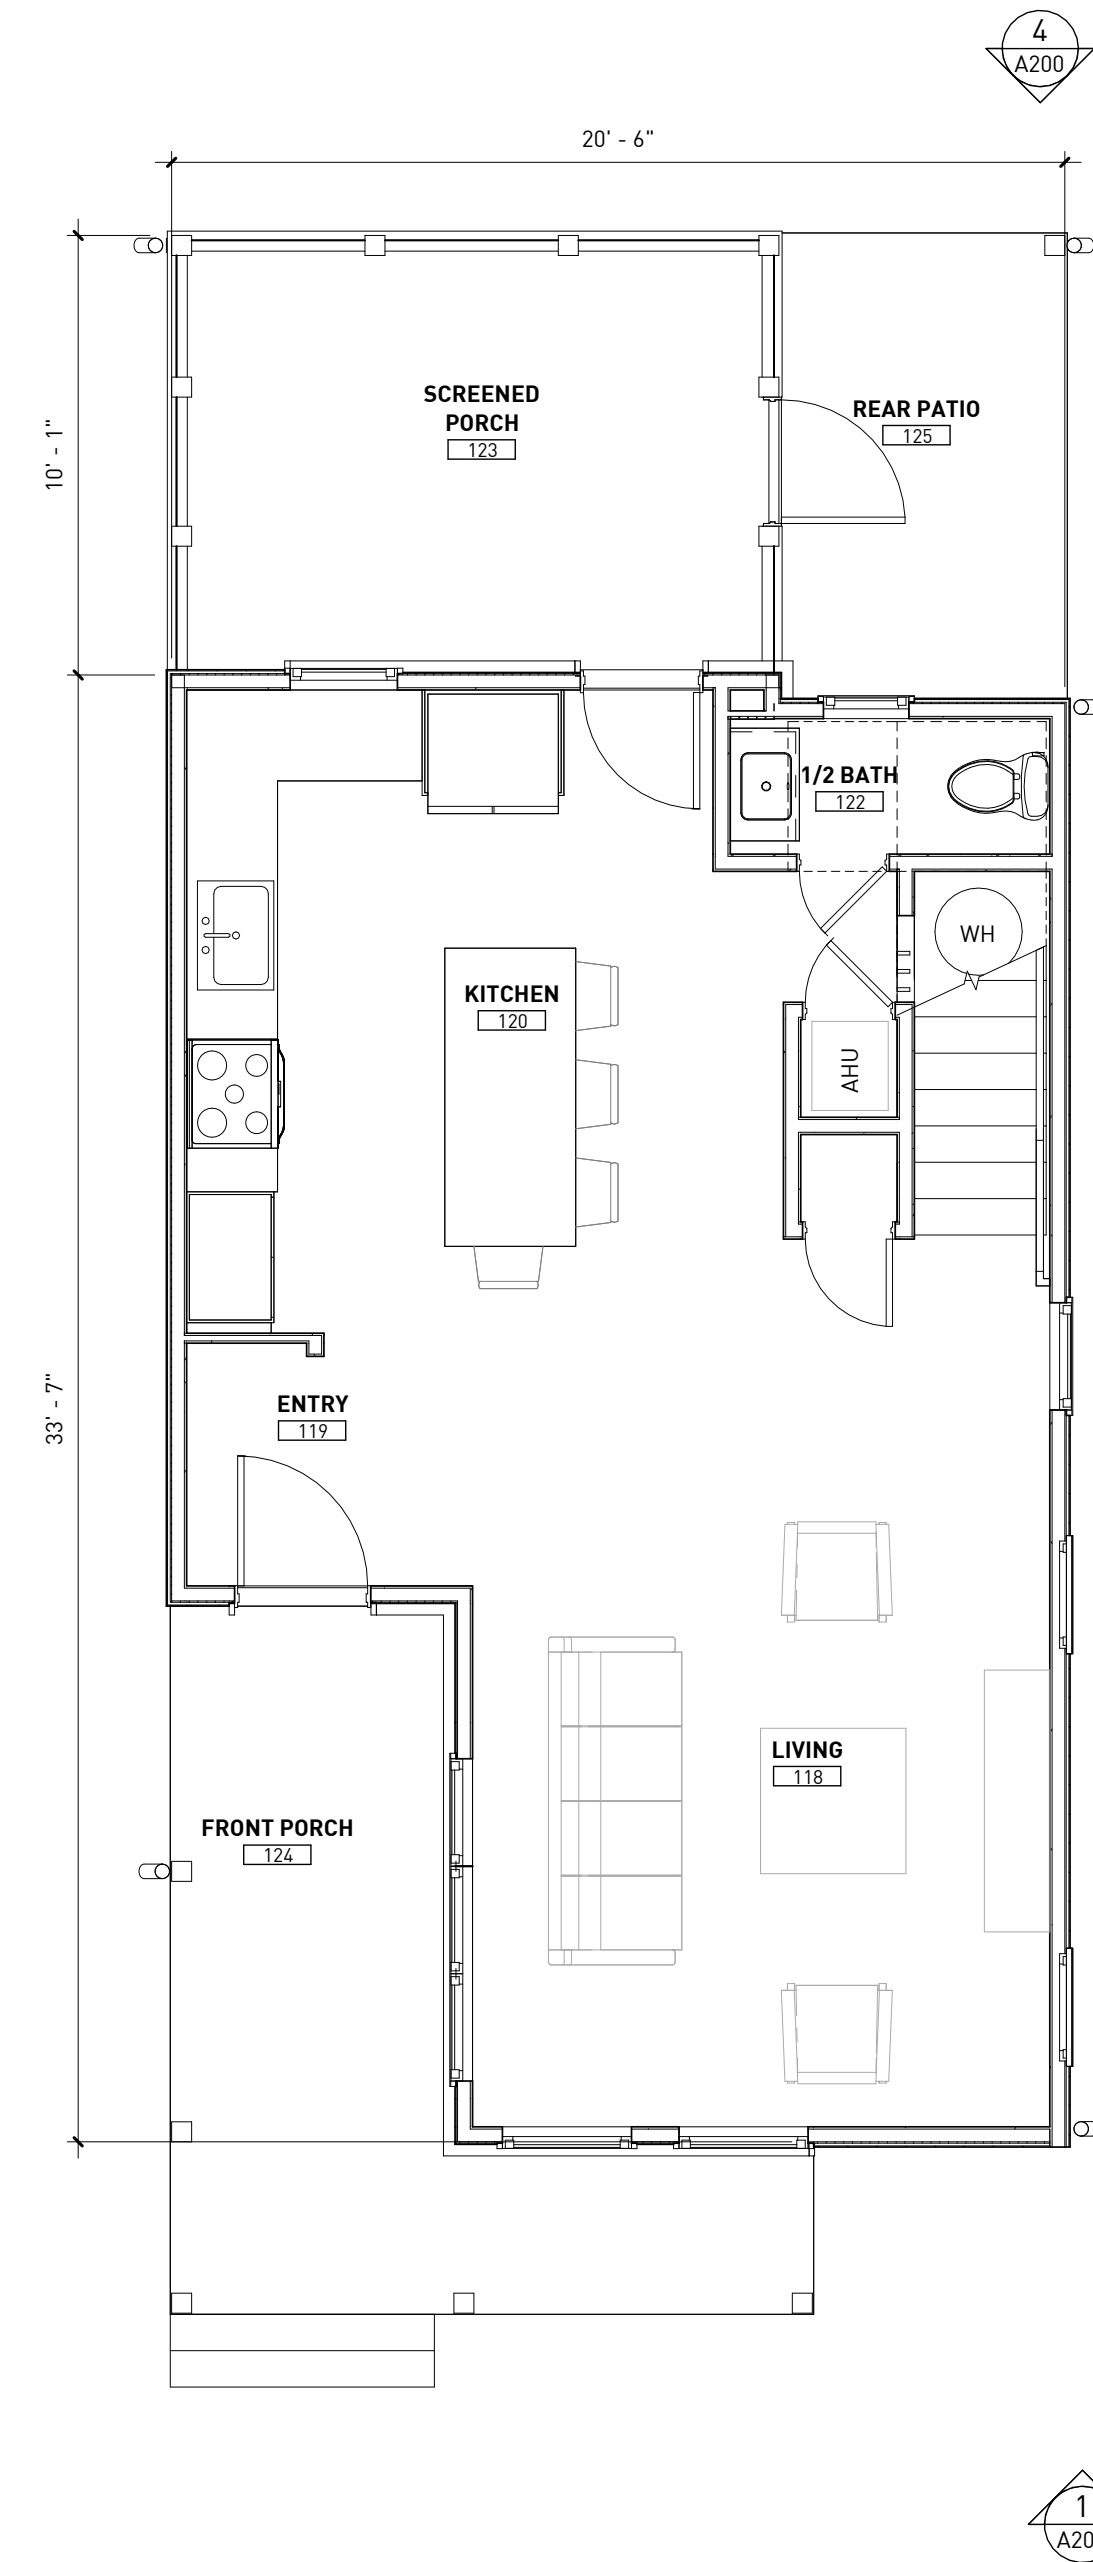 4
A200
20' - 6"
10' - 1"
SCREENED
PORCH
123
REAR PATIO
125
1/2 BATH
122
WH
KITCHEN
120
AHU
33' - 7"
ENTRY
119
LIVING
118
FRONT PORCH
124
1
A20